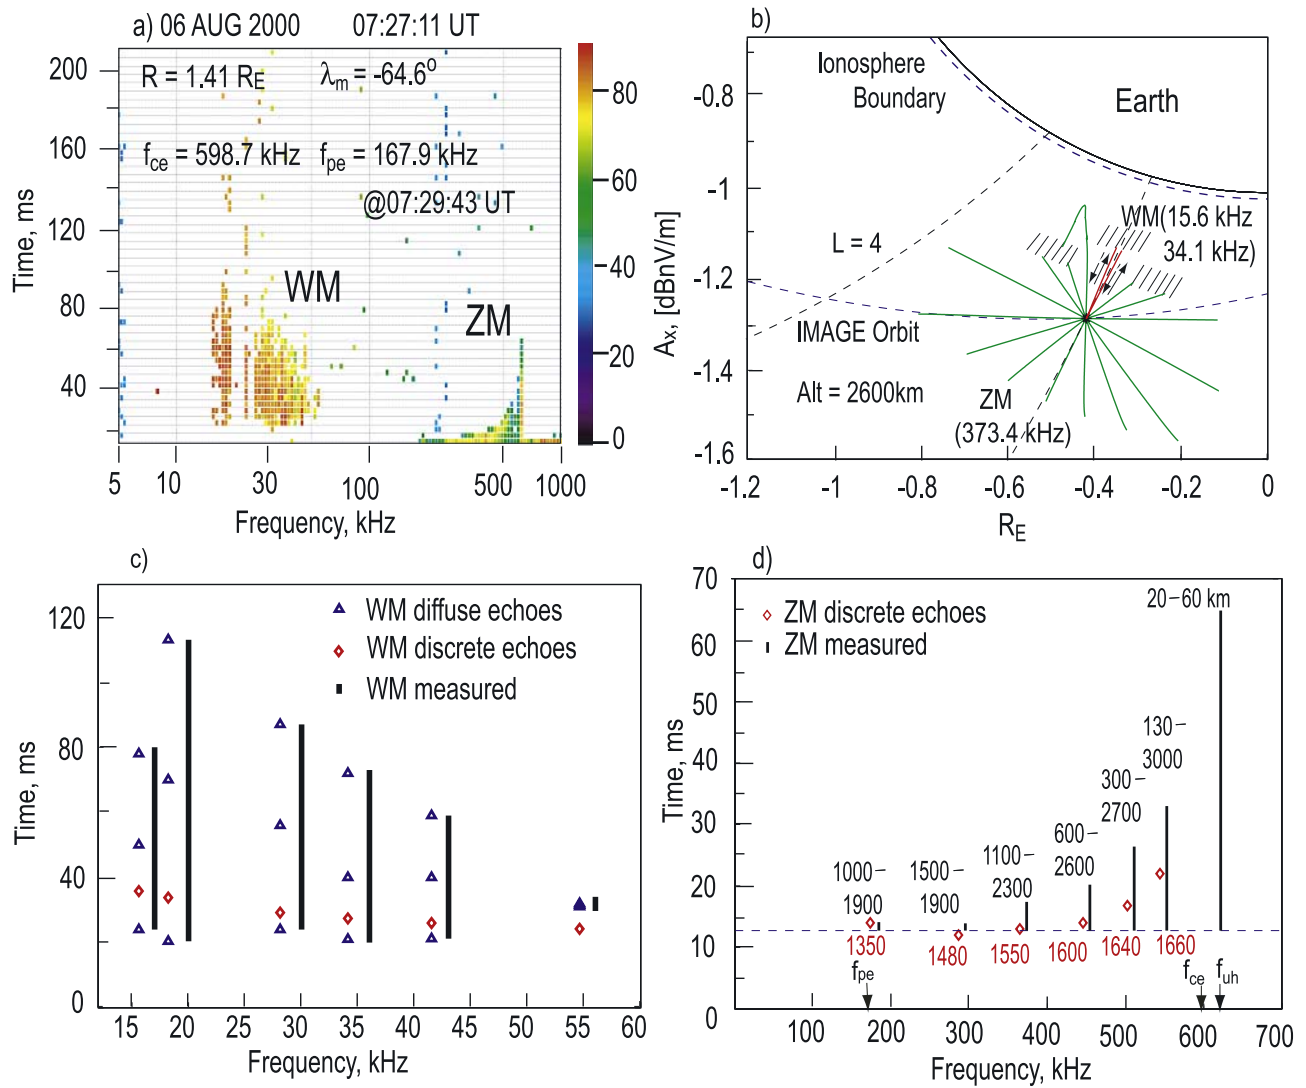 a) 06 AUG 2000 07:27:11 UT
R = 1.41 RE λm = -64.6o
fce = 598.7 kHz fpe = 167.9 kHz
@07:29:43 UT
WM
ZM
Time, ms
200
160
120
80
40
5 10 30 100 500 1000
Frequency, kHz
80
60
40
20
0
Ax, [dBnV/m]
b)
Ionosphere
Boundary
Earth
WM(15.6 kHz
34.1 kHz)
L = 4
IMAGE Orbit
Alt = 2600km
ZM
(373.4 kHz)
-0.8
-1
-1.2
-1.4
-1.6
-1.2 -1 -0.8 -0.6 -0.4 -0.2 0
RE
c)
WM diffuse echoes
WM discrete echoes
WM measured
Time, ms
120
80
40
0
15 20 25 30 35 40 45 50 55 60
Frequency, kHz
d)
ZM discrete echoes
ZM measured
20–60 km
130–
3000
300–
2700
600–
2600
1100–
2300
1500–
1900
1000–
1900
1350 1480 1550 1600 1640 1660
fpe fce fuh
Time, ms
70
60
50
40
30
20
10
0
100 200 300 400 500 600 700
Frequency, kHz